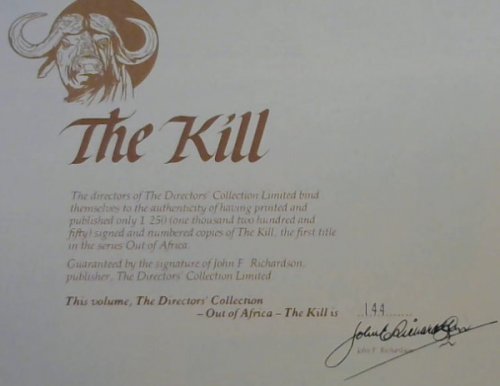 The Kill
The directors of The Directors' Collection Limited bind
themselves to the authenticity of having printed and
published only 1 250 (one thousand two hundred and
fifty) signed and numbered copies of The Kill, the first title
in the series Out of Africa.
Guaranteed by the signature of John F Richardson,
publisher, The Directors' Collection Limited
This volume, The Directors' Collection
– Out of Africa – The Kill is 144
John F Richardson